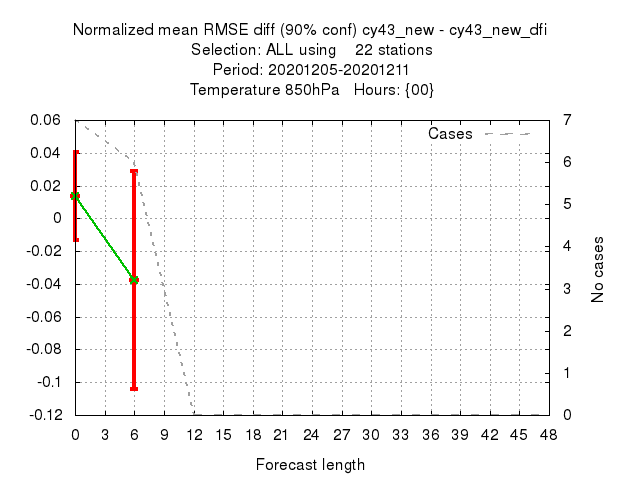 Normalized mean RMSE diff (90% conf) cy43_new - cy43_new_dfi
Selection: ALL using 22 stations
Period: 20201205-20201211
Temperature 850hPa Hours: {00}
0.06
0.04
0.02
0
-0.02
-0.04
-0.06
-0.08
-0.1
-0.12
Cases
7
6
5
4
3
2
1
0
No cases
0 3 6 9 12 15 18 21 24 27 30 33 36 39 42 45 48
Forecast length